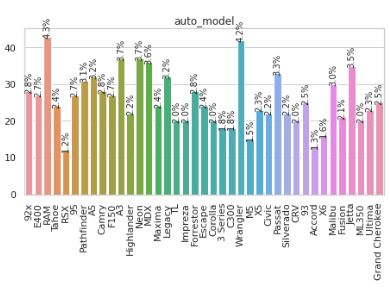 auto_model
40
30
20
10
0
2.8%
2.7%
4.3%
2.4%
1.2%
2.7%
3.1%
3.2%
2.8%
2.7%
3.7%
2.2%
3.7%
3.6%
2.4%
3.2%
2.0%
2.0%
2.8%
2.4%
2.0%
1.8%
1.8%
4.2%
1.5%
2.3%
2.2%
3.3%
2.2%
2.0%
2.5%
1.3%
1.6%
3.0%
2.1%
3.5%
2.0%
2.3%
2.5%
92x
E400
RAM
Tahoe
RSX
95
Pathfinder
A5
Camry
F150
A3
Highlander
Neon
MDX
Maxima
Legacy
TL
Impreza
Forrestor
Escape
Corolla
3 Series
C300
Wrangler
M5
X5
Civic
Passat
Silverado
CRV
93
Accord
X6
Malibu
Fusion
Jetta
ML350
Ultima
Grand Cherokee